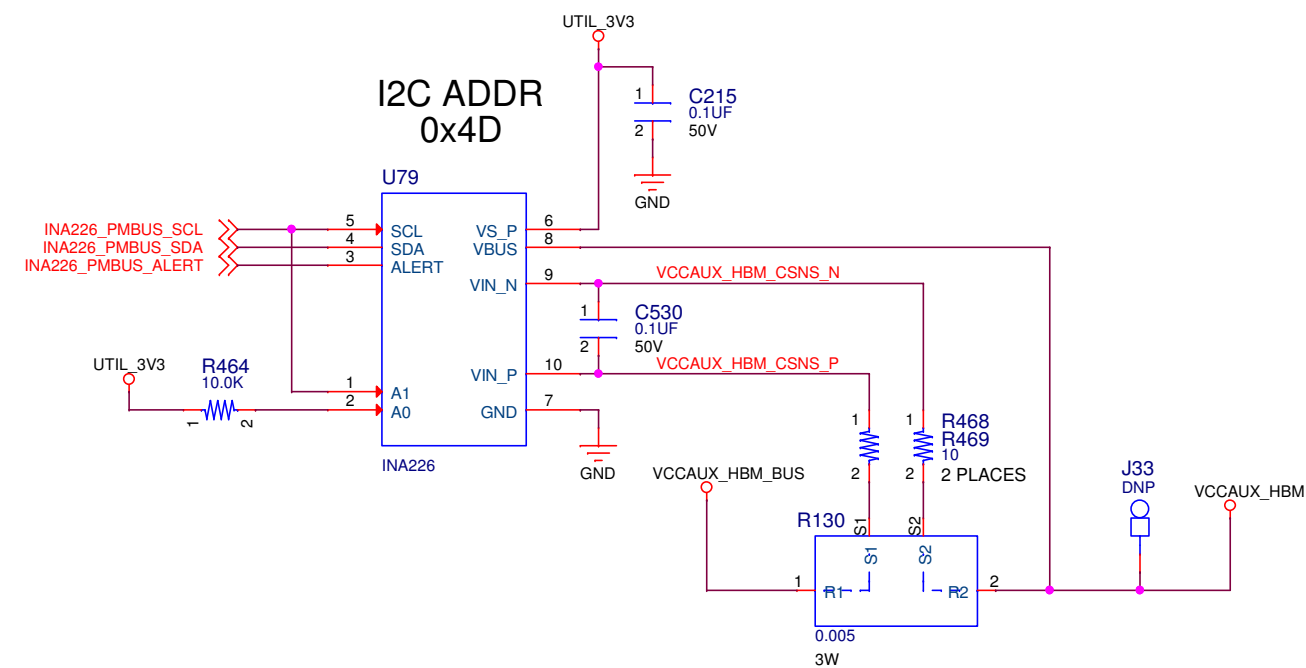 UTIL_3V3
I2C ADDR
0x4D
1
C215
0.1UF
2
50V
GND
U79
INA226_PMBUS_SCL
5
SCL
VS_P
6
INA226_PMBUS_SDA
4
SDA
VBUS
8
INA226_PMBUS_ALERT
3
ALERT
VIN_N
9
VCCAUX_HBM_CSNS_N
1
C530
0.1UF
2
50V
UTIL_3V3
R464
10.0K
1
2
VIN_P
10
VCCAUX_HBM_CSNS_P
1
A1
2
A0
GND
7
INA226
GND
1
1
R468
R469
10
2
2
2 PLACES
VCCAUX_HBM_BUS
J33
DNP
VCCAUX_HBM
R130
S1
S2
S1
S2
1
R1
R2
2
0.005
3W